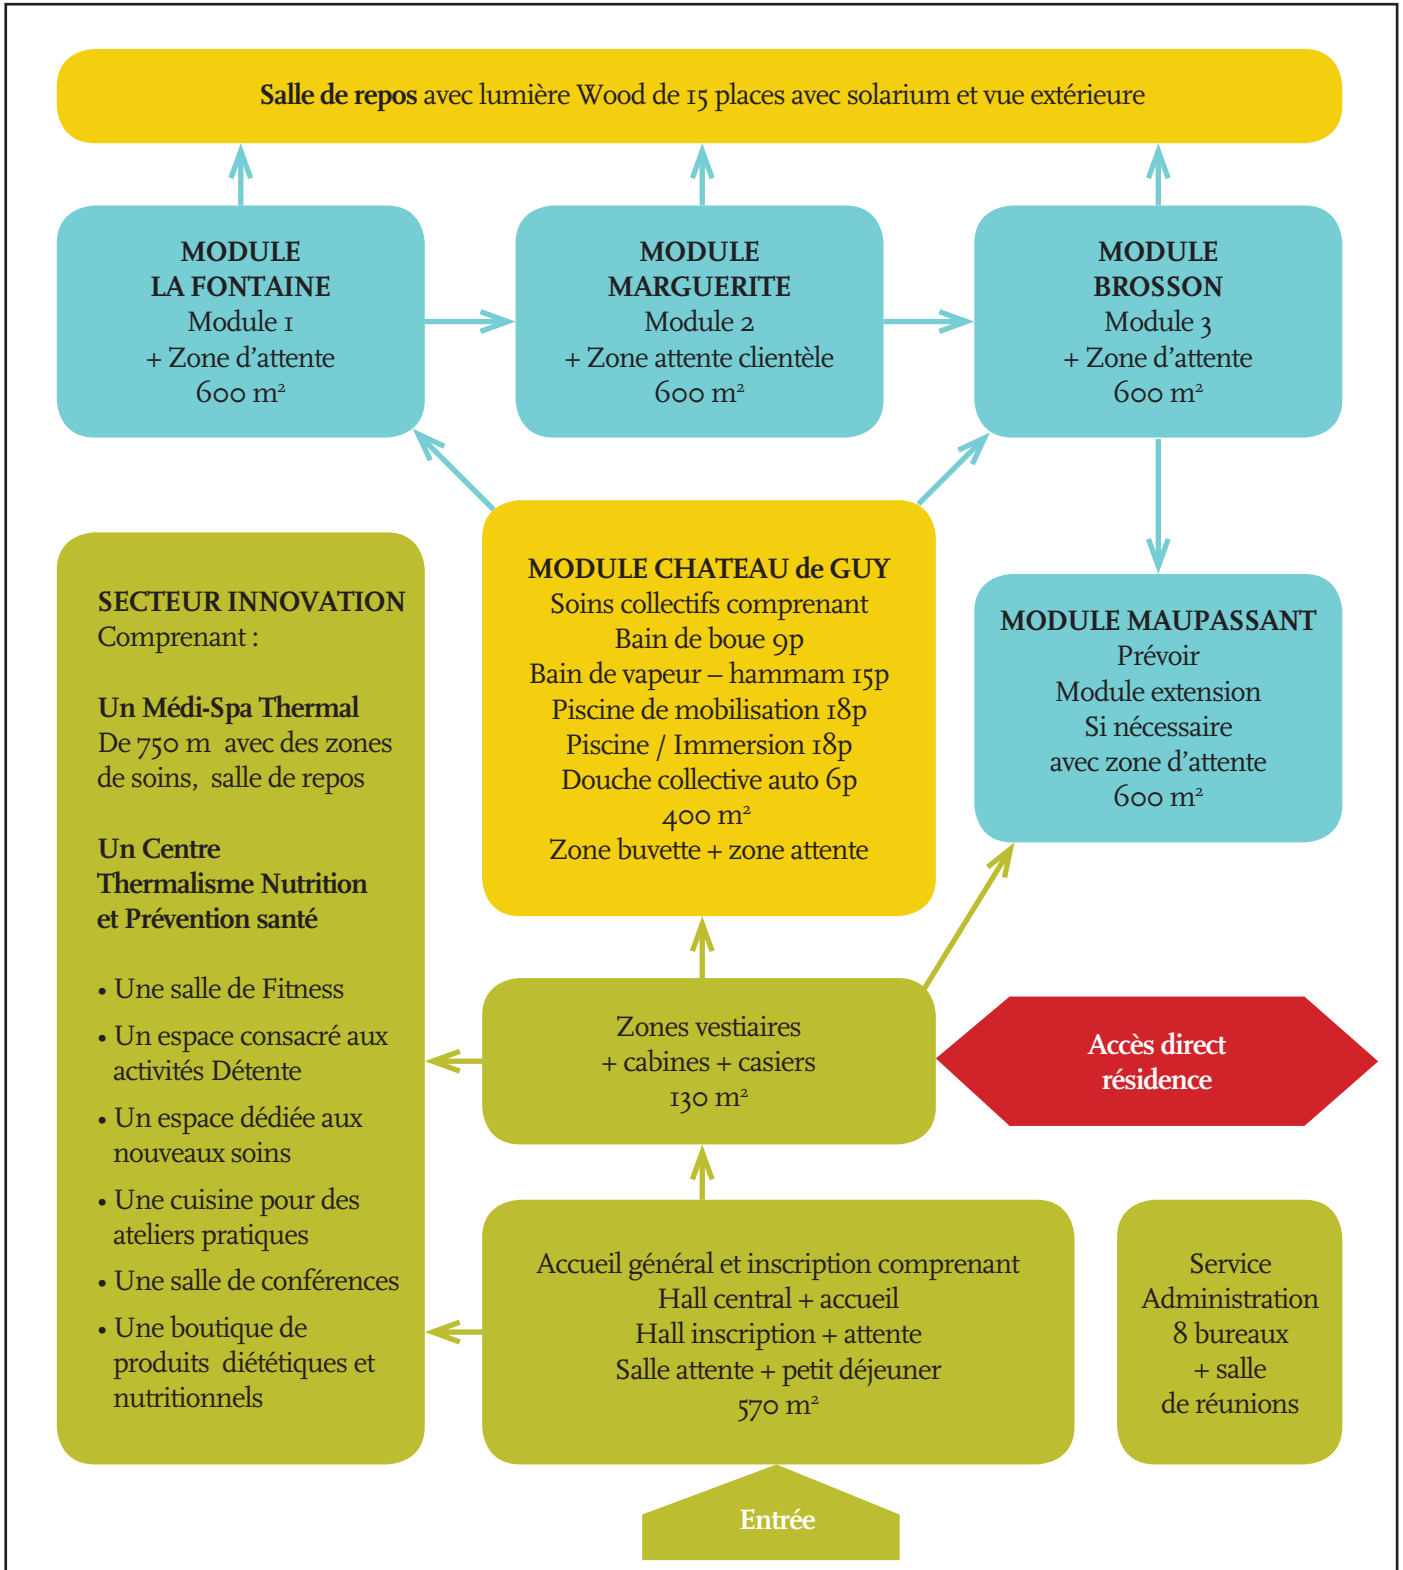 Salle de repos avec lumière Wood de 15 places avec solarium et vue extérieure
MODULE
LA FONTAINE
Module 1
+ Zone d'attente
600 m²
MODULE
MARGUERITE
Module 2
+ Zone attente clientèle
600 m²
MODULE
BROSSON
Module 3
+ Zone d'attente
600 m²
SECTEUR INNOVATION
Comprenant :
Un Médi-Spa Thermal
De 750 m avec des zones
de soins, salle de repos
Un Centre
Thermalisme Nutrition
et Prévention santé
• Une salle de Fitness
• Un espace consacré aux
activités Détente
• Un espace dédiée aux
nouveaux soins
• Une cuisine pour des
ateliers pratiques
• Une salle de conférences
• Une boutique de
produits diététiques et
nutritionnels
MODULE CHATEAU de GUY
Soins collectifs comprenant
Bain de boue 9p
Bain de vapeur – hammam 15p
Piscine de mobilisation 18p
Piscine / Immersion 18p
Douche collective auto 6p
400 m²
Zone buvette + zone attente
MODULE MAUPASSANT
Prévoir
Module extension
Si nécessaire
avec zone d'attente
600 m²
Zones vestiaires
+ cabines + casiers
130 m²
Accès direct
résidence
Accueil général et inscription comprenant
Hall central + accueil
Hall inscription + attente
Salle attente + petit déjeuner
570 m²
Service
Administration
8 bureaux
+ salle
de réunions
Entrée